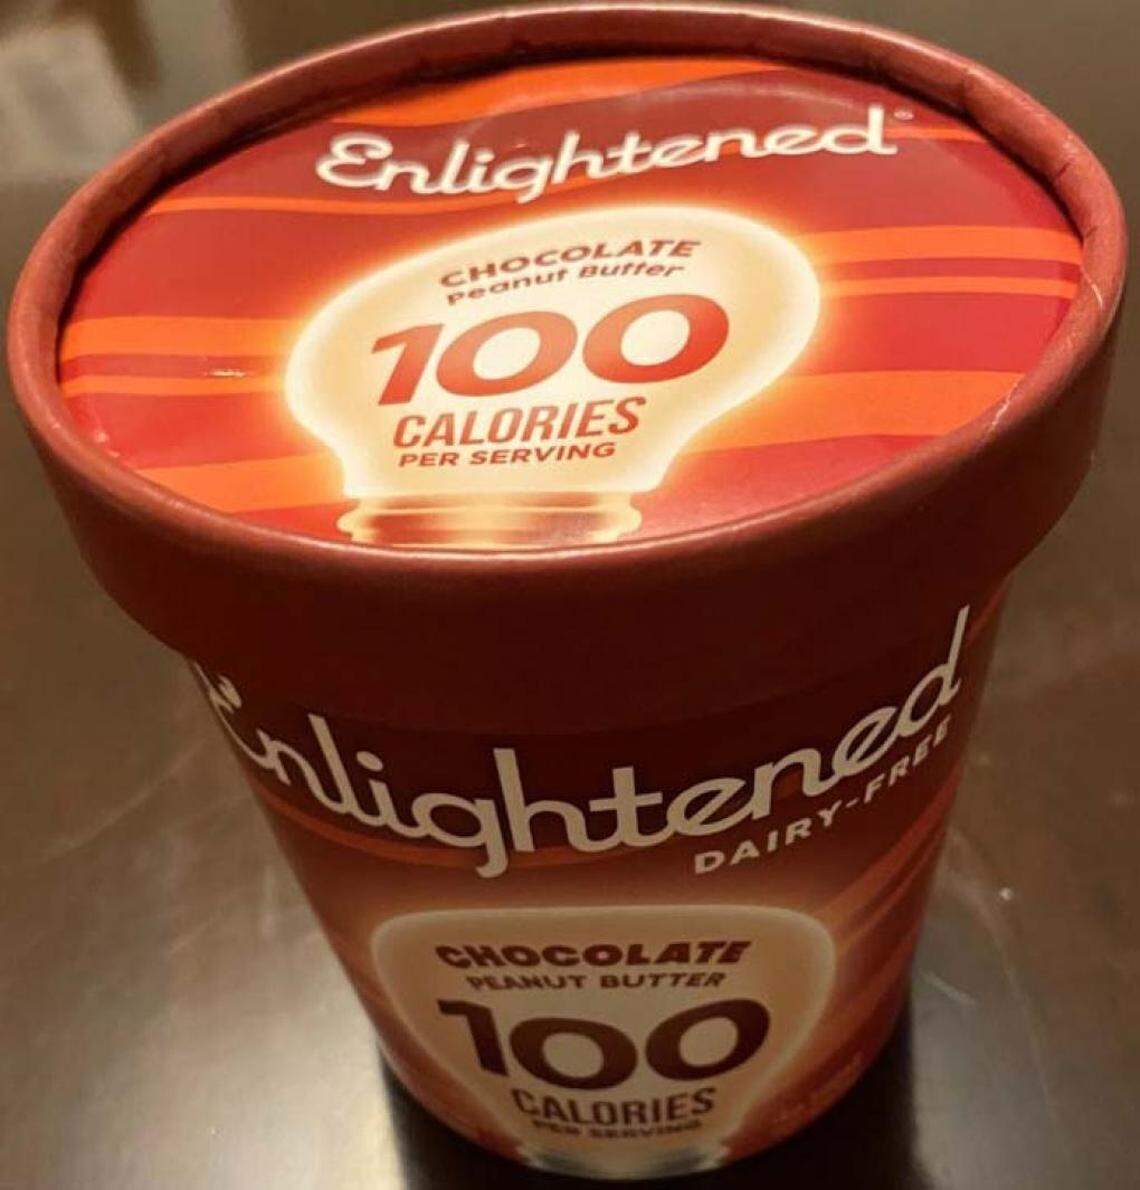 Enlightened®
CHOCOLATE
Peanut Butter
100
CALORIES
PER SERVING
Enlightened
DAIRY-FREE
CHOCOLATE
PEANUT BUTTER
100
CALORIES
PER SERVING